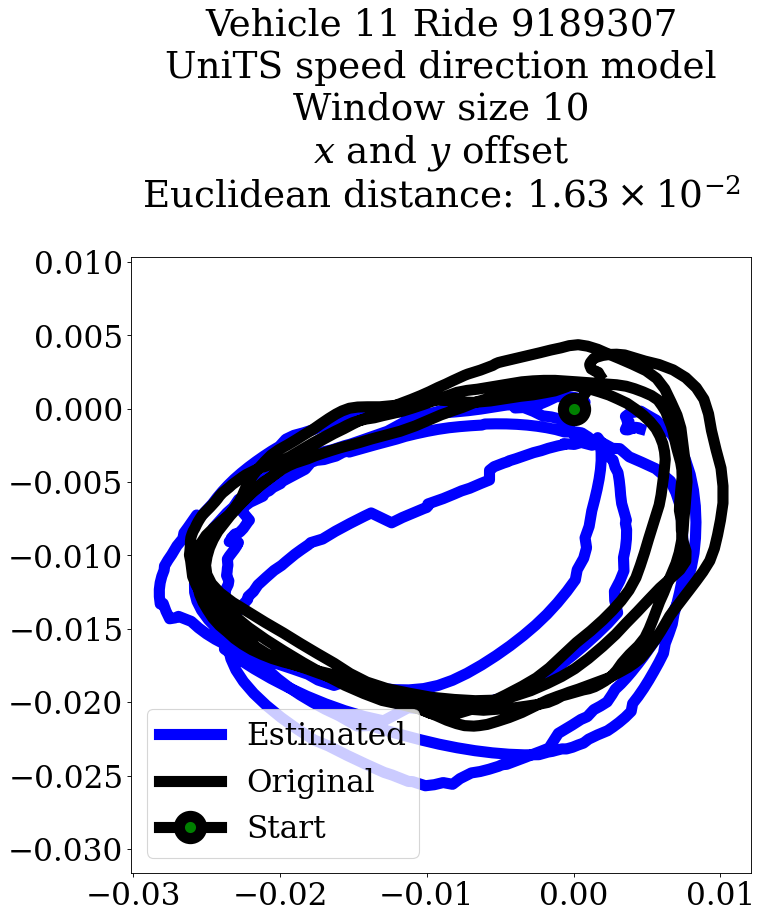 Vehicle 11 Ride 9189307
UniTS speed direction model
Window size 10
x and y offset
Euclidean distance: 1.63 × 10⁻²
0.010
0.005
0.000
−0.005
−0.010
−0.015
−0.020
−0.025
−0.030
Estimated
Original
Start
−0.03 −0.02 −0.01 0.00 0.01